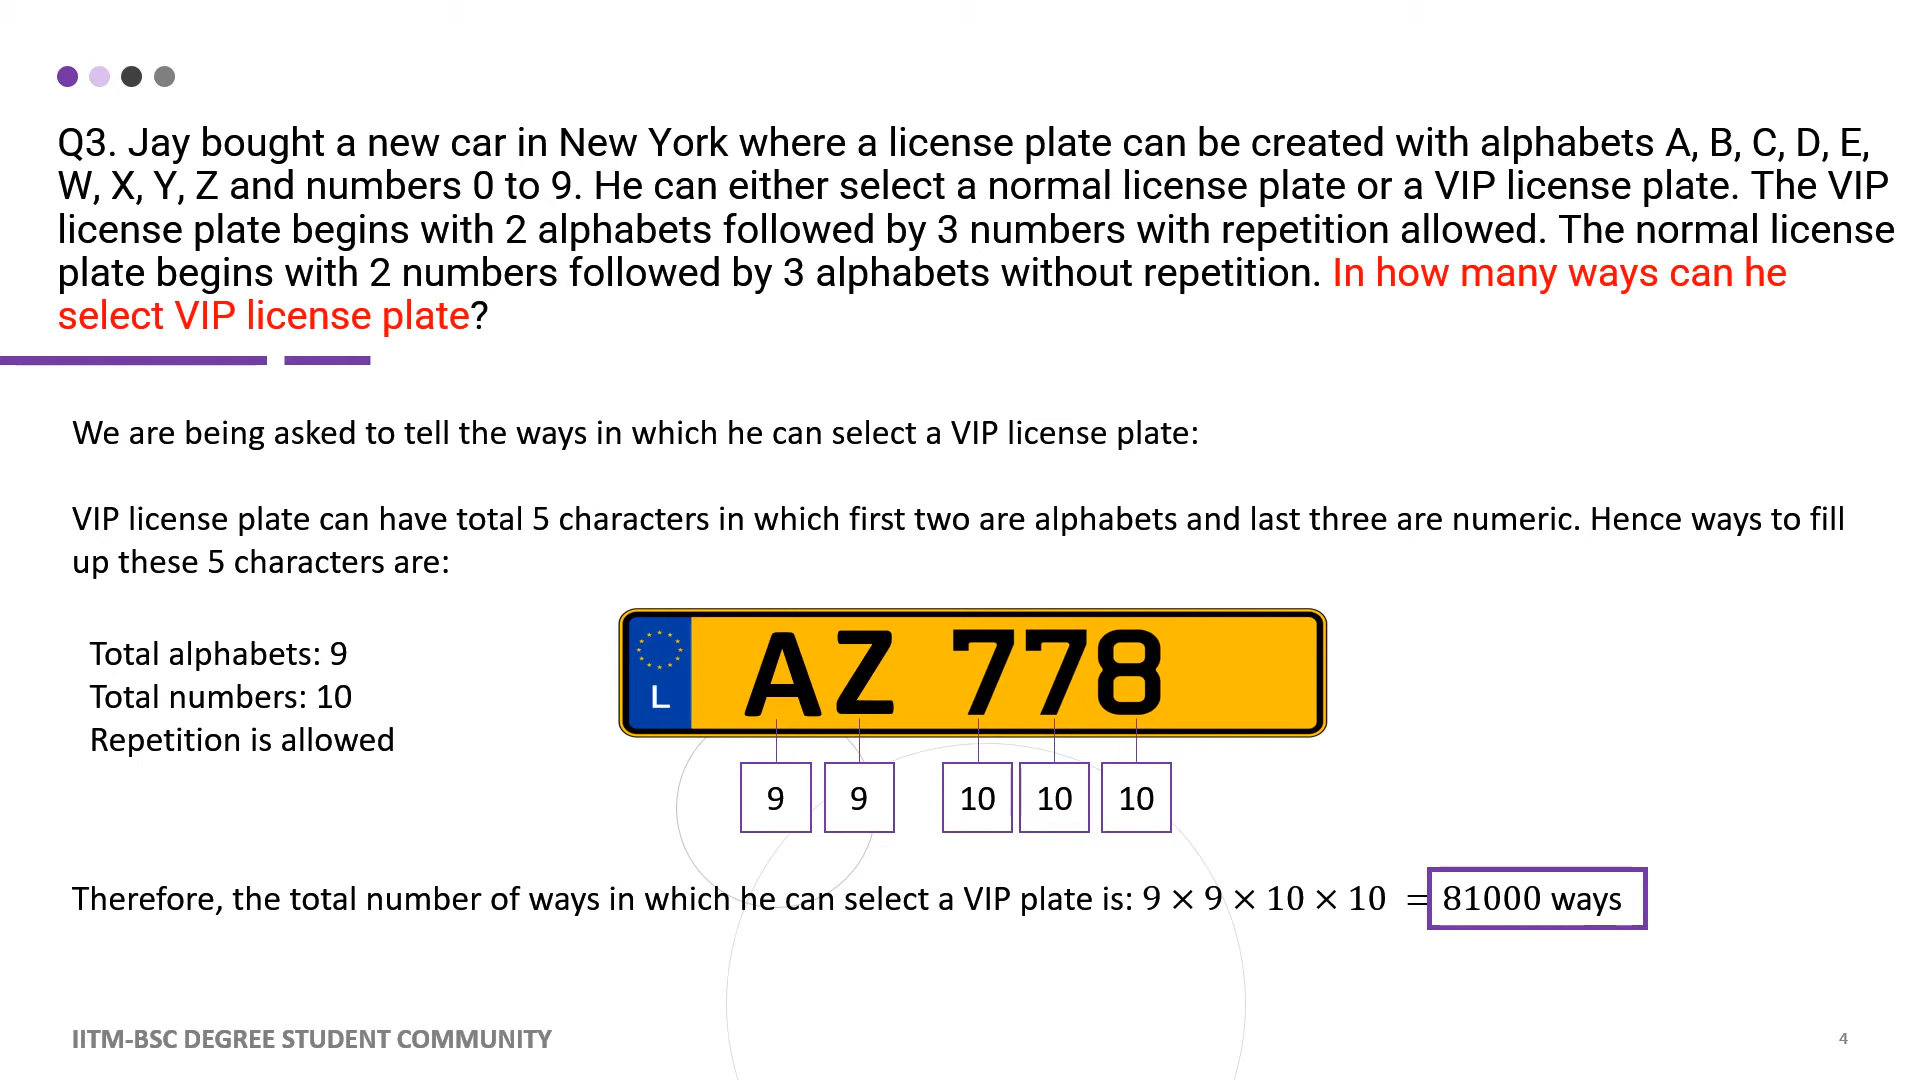 Q3. Jay bought a new car in New York where a license plate can be created with alphabets A, B, C, D, E,
W, X, Y, Z and numbers 0 to 9. He can either select a normal license plate or a VIP license plate. The VIP
license plate begins with 2 alphabets followed by 3 numbers with repetition allowed. The normal license
plate begins with 2 numbers followed by 3 alphabets without repetition. In how many ways can he
select VIP license plate?
We are being asked to tell the ways in which he can select a VIP license plate:
VIP license plate can have total 5 characters in which first two are alphabets and last three are numeric. Hence ways to fill
up these 5 characters are:
Total alphabets: 9
Total numbers: 10
Repetition is allowed
L AZ 778
9 9 10 10 10
Therefore, the total number of ways in which he can select a VIP plate is: 9 × 9 × 10 × 10 = 81000 ways
IITM-BSC DEGREE STUDENT COMMUNITY
4